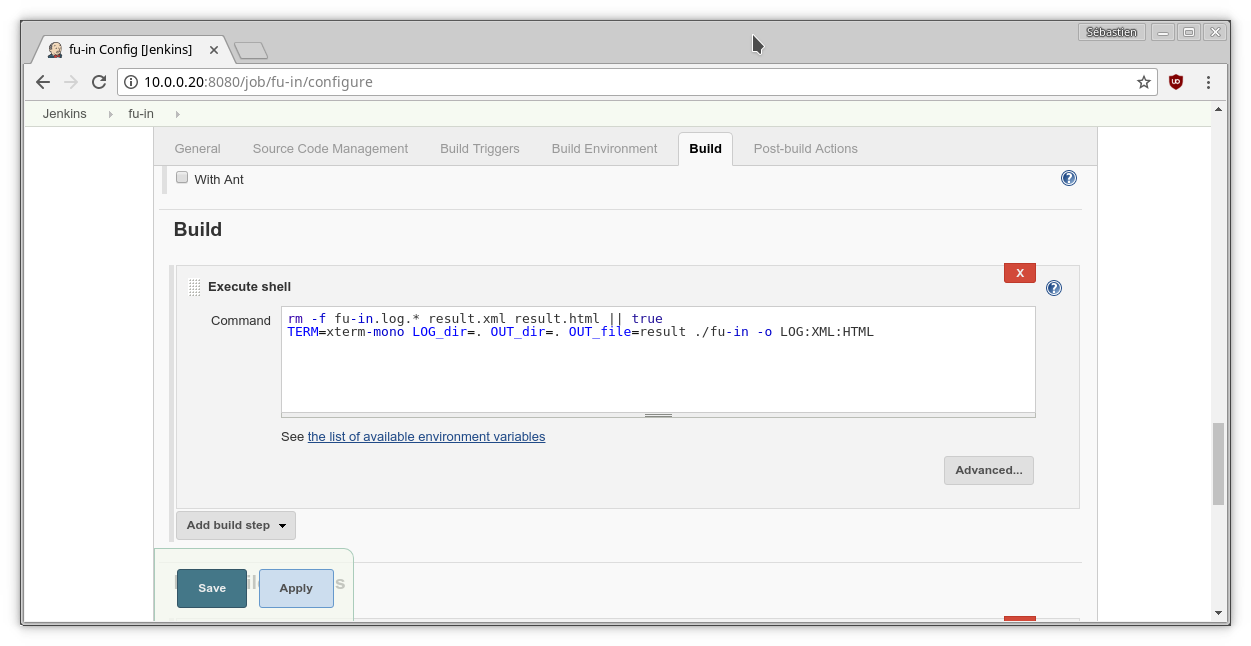 Sébastien
fu-in Config [Jenkins]
10.0.0.20:8080/job/fu-in/configure
Jenkins fu-in
General Source Code Management Build Triggers Build Environment Build Post-build Actions
With Ant
?
Build
X
Execute shell
?
Command
rm -f fu-in.log.* result.xml result.html || true
TERM=xterm-mono LOG_dir=. OUT_dir=. OUT_file=result ./fu-in -o LOG:XML:HTML
See the list of available environment variables
Advanced...
Add build step
Save Apply